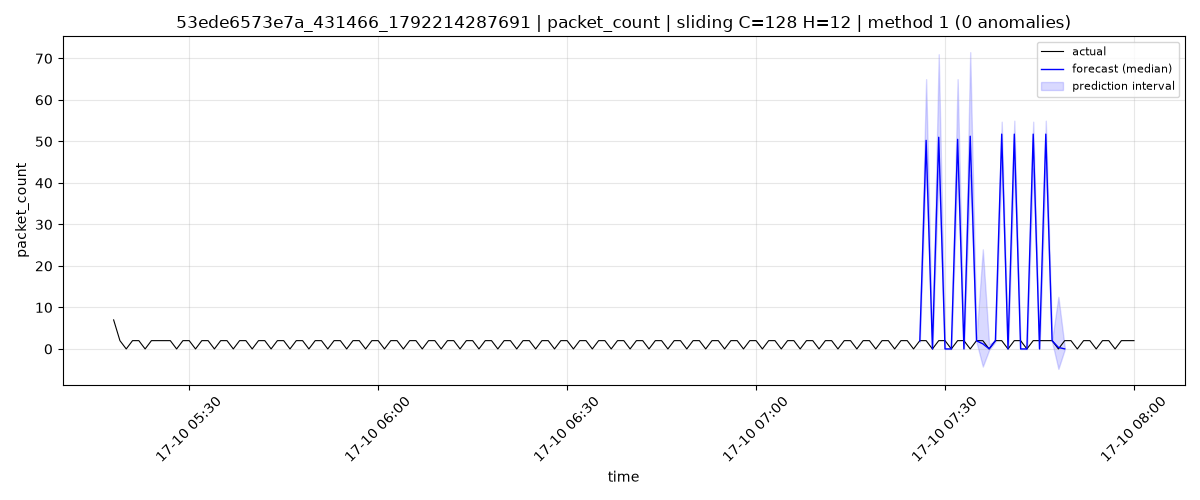 53ede6573e7a_431466_1792214287691 | packet_count | sliding C=128 H=12 | method 1 (0 anomalies)
actual
forecast (median)
prediction interval
packet_count
70
60
50
40
30
20
10
0
17-10 05:30
17-10 06:00
17-10 06:30
17-10 07:00
17-10 07:30
17-10 08:00
time